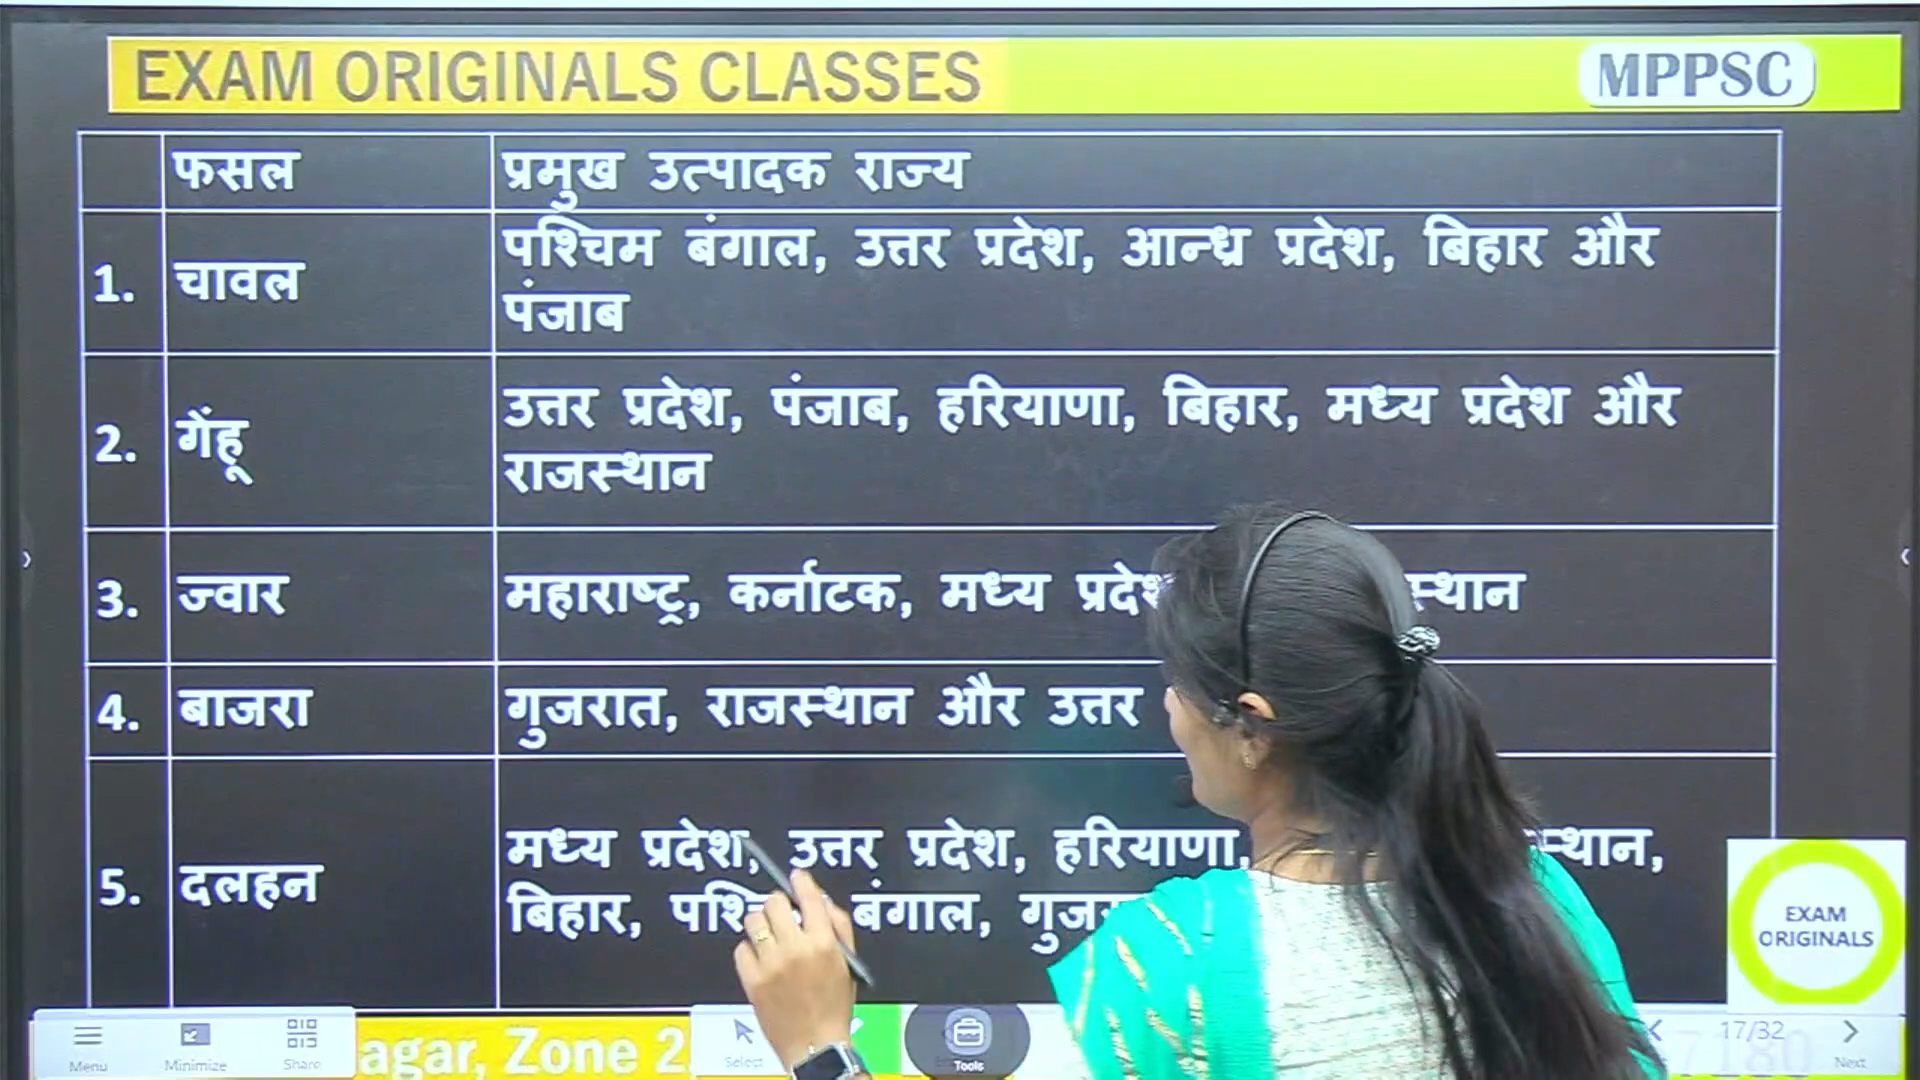 EXAM ORIGINALS CLASSES
MPPSC
फसल
प्रमुख उत्पादक राज्य
1.
चावल
पश्चिम बंगाल, उत्तर प्रदेश, आन्ध्र प्रदेश, बिहार और
पंजाब
2.
गेंहू
उत्तर प्रदेश, पंजाब, हरियाणा, बिहार, मध्य प्रदेश और
राजस्थान
3.
ज्वार
महाराष्ट्र, कर्नाटक, मध्य
4.
बाजरा
गुजरात, राजस्थान और उत्तर
5.
दलहन
मध्य प्रदेश, उत्तर प्रदेश, हरियाणा,
बिहार, बंगाल,
EXAM
ORIGINALS
Menu
Minimize
Share
agar, Zone 2
Select
Tools
17/32
Next